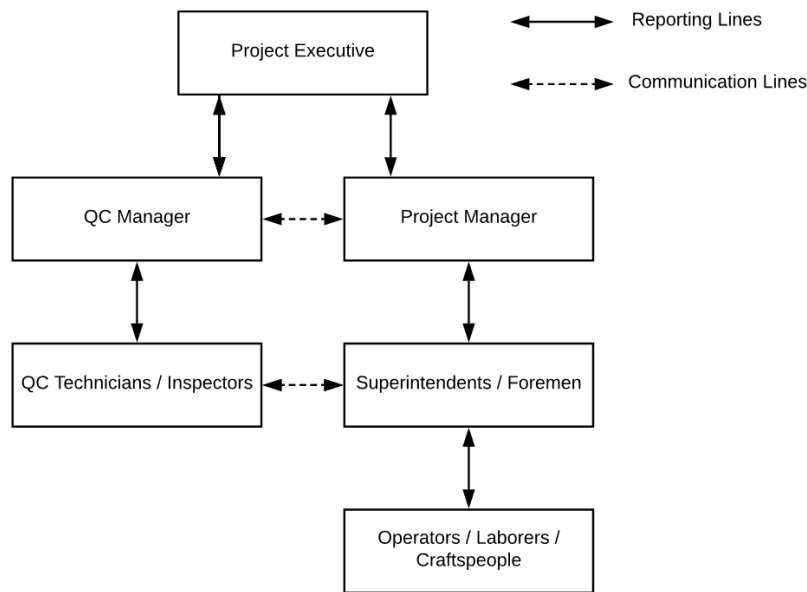 Project Executive
Reporting Lines
Communication Lines
QC Manager
Project Manager
QC Technicians / Inspectors
Superintendents / Foremen
Operators / Laborers /
Craftspeople